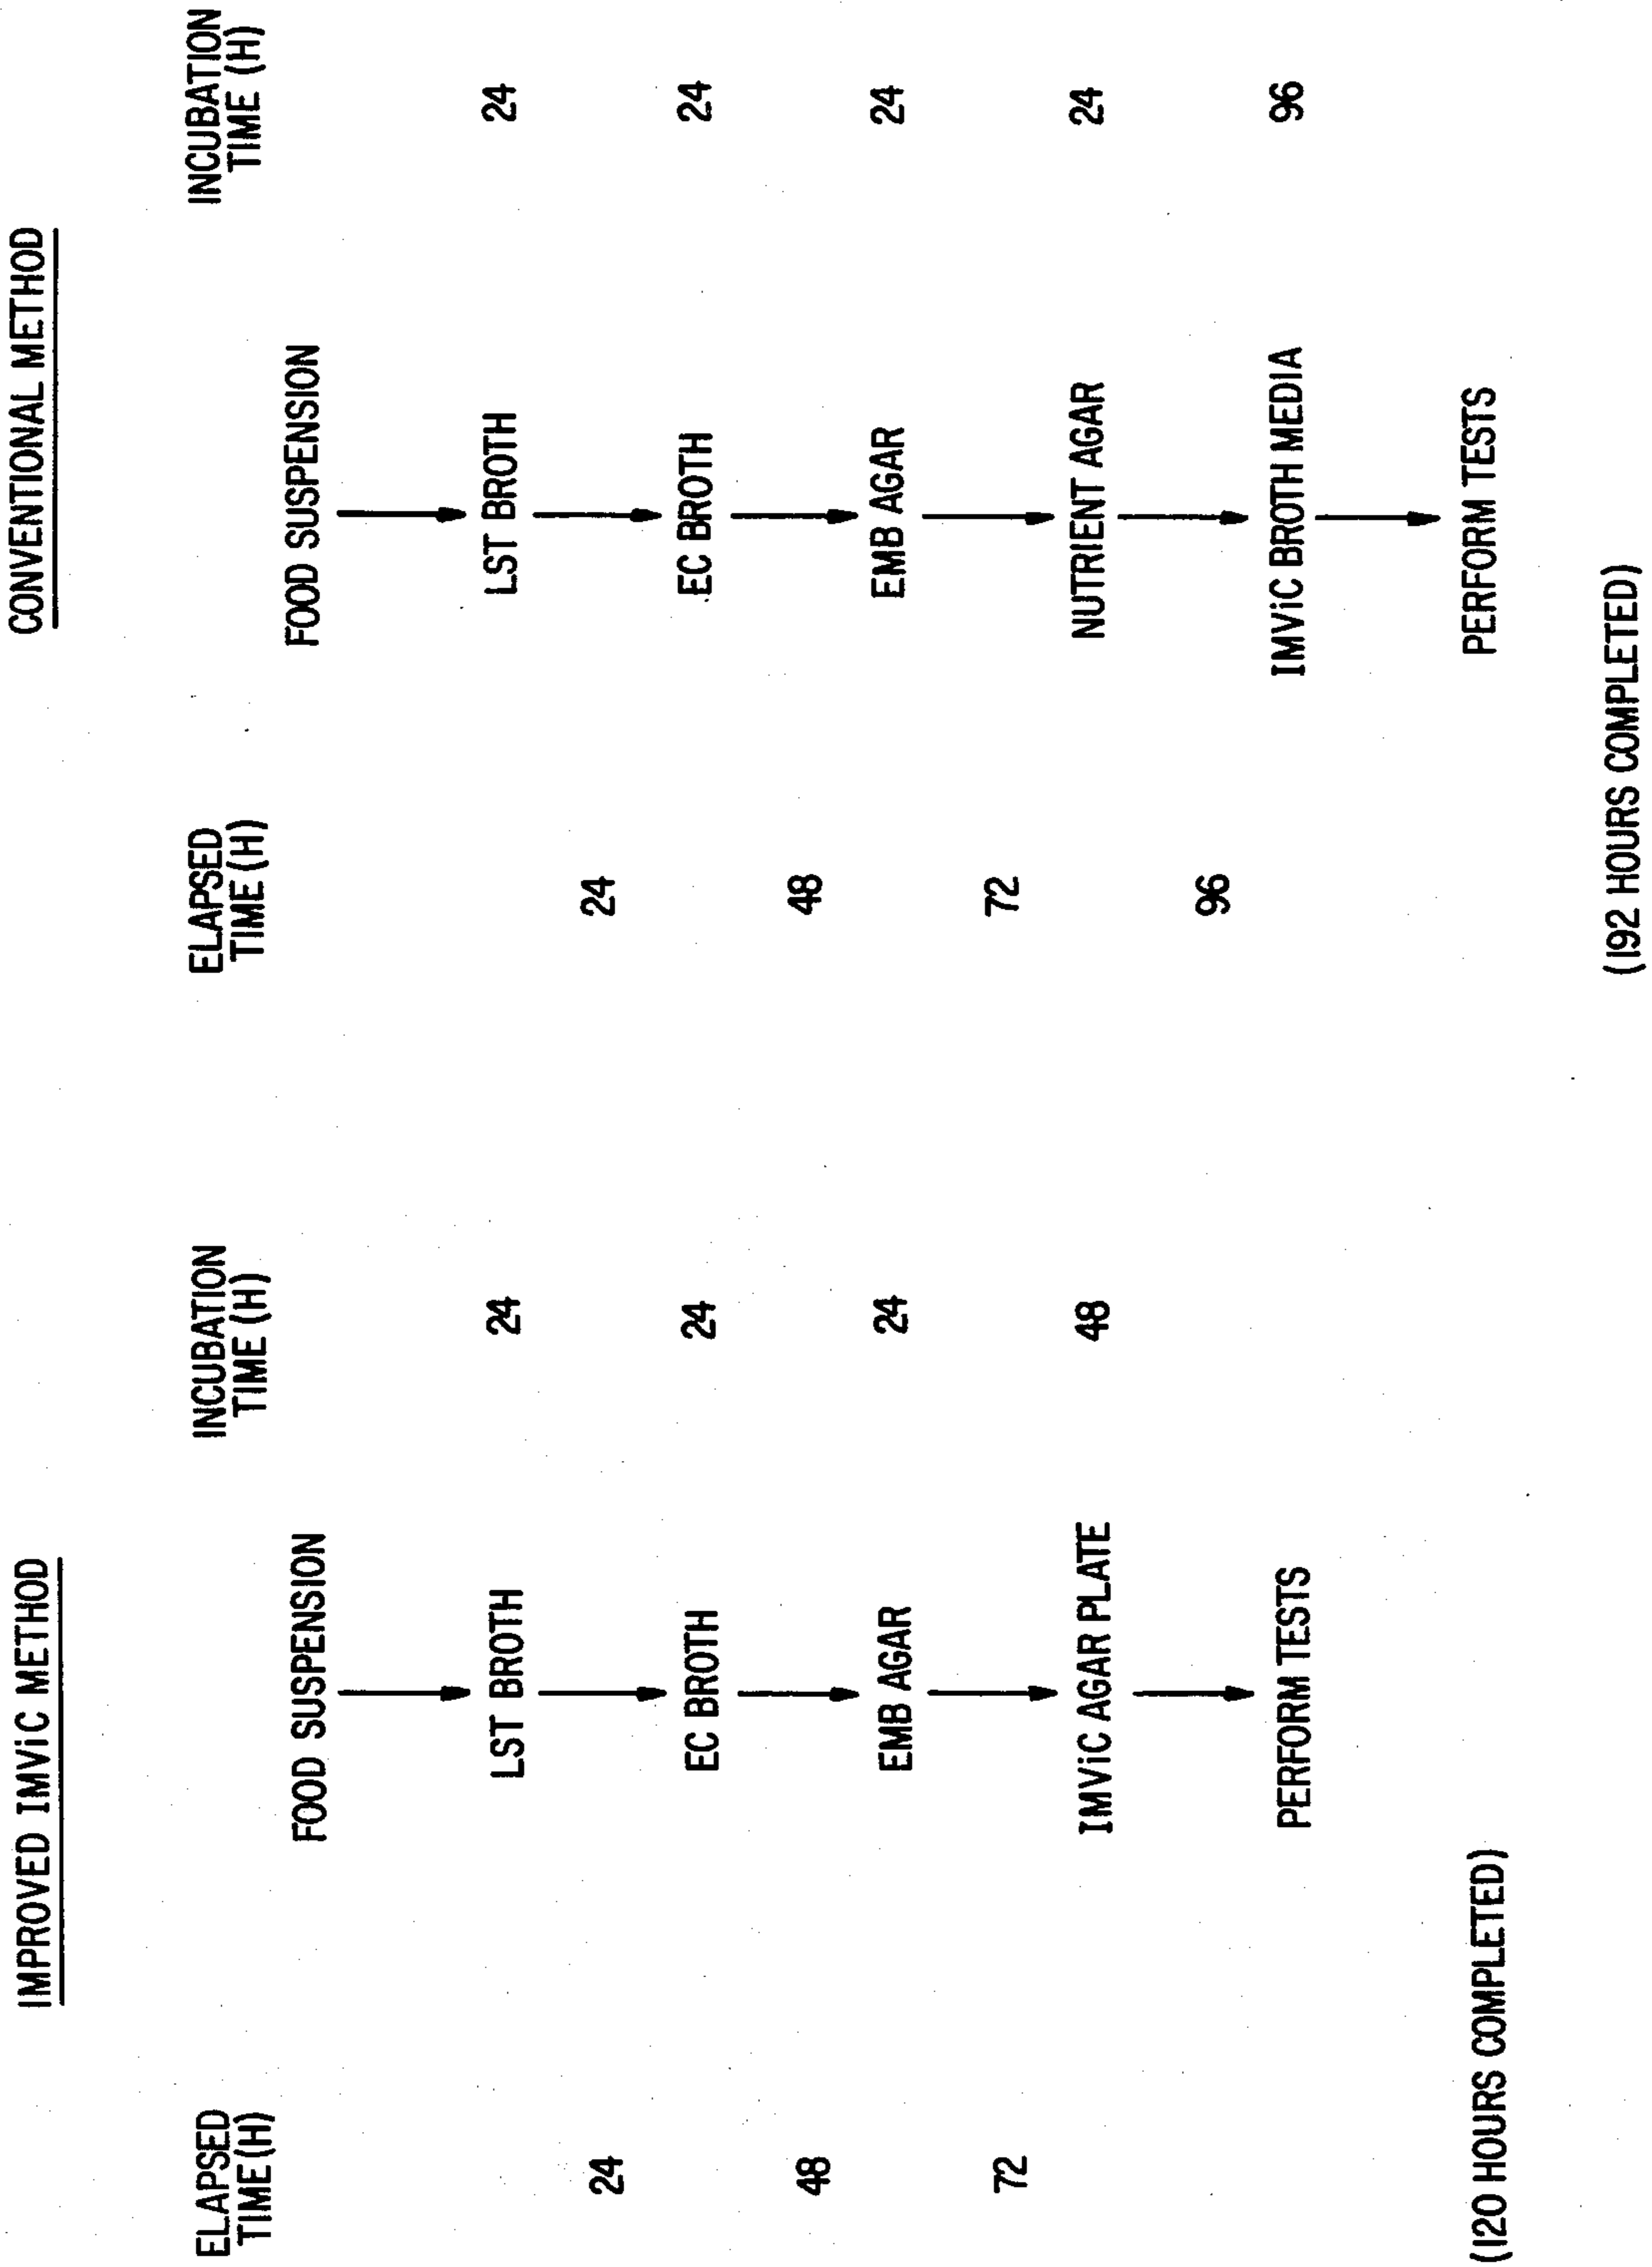 IMPROVED IMViC METHOD
ELAPSED
TIME (H)
INCUBATION
TIME (H)
FOOD SUSPENSION
LST BROTH
24
24
EC BROTH
24
48
EMB AGAR
24
72
IMViC AGAR PLATE
48
PERFORM TESTS
(120 HOURS COMPLETED)
CONVENTIONAL METHOD
ELAPSED
TIME (H)
INCUBATION
TIME (H)
FOOD SUSPENSION
LST BROTH
24
24
EC BROTH
24
48
EMB AGAR
24
72
NUTRIENT AGAR
24
96
IMViC BROTH MEDIA
96
PERFORM TESTS
(192 HOURS COMPLETED)